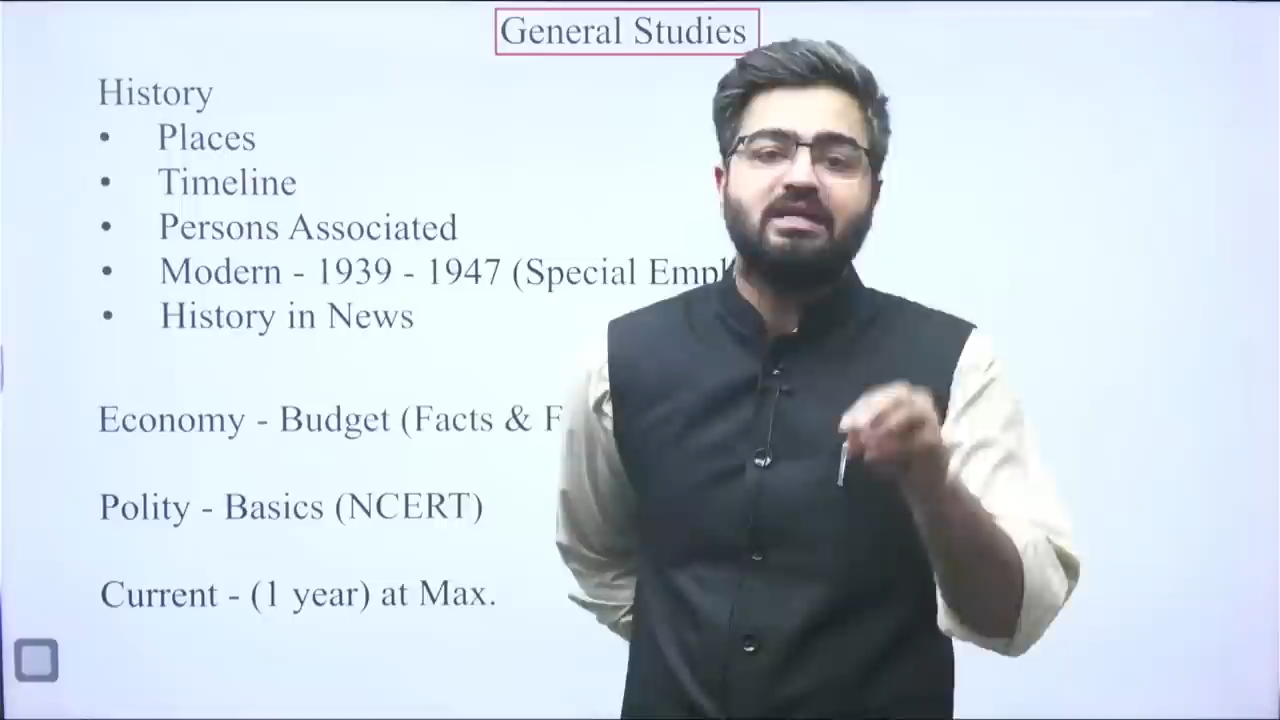 General Studies
History
• Places
• Timeline
• Persons Associated
• Modern - 1939 - 1947 (Special
• History in News
Economy - Budget (Facts &
Polity - Basics (NCERT)
Current - (1 year) at Max.